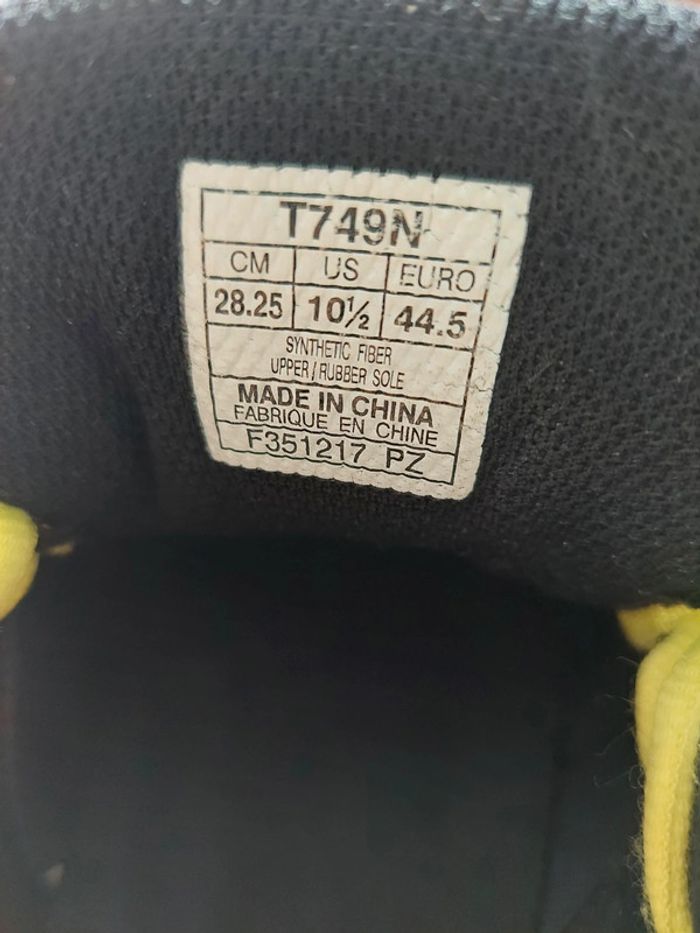 T749N
CM US EURO
28.25 10½ 44.5
SYNTHETIC FIBER
UPPER / RUBBER SOLE
MADE IN CHINA
FABRIQUE EN CHINE
F351217 PZ